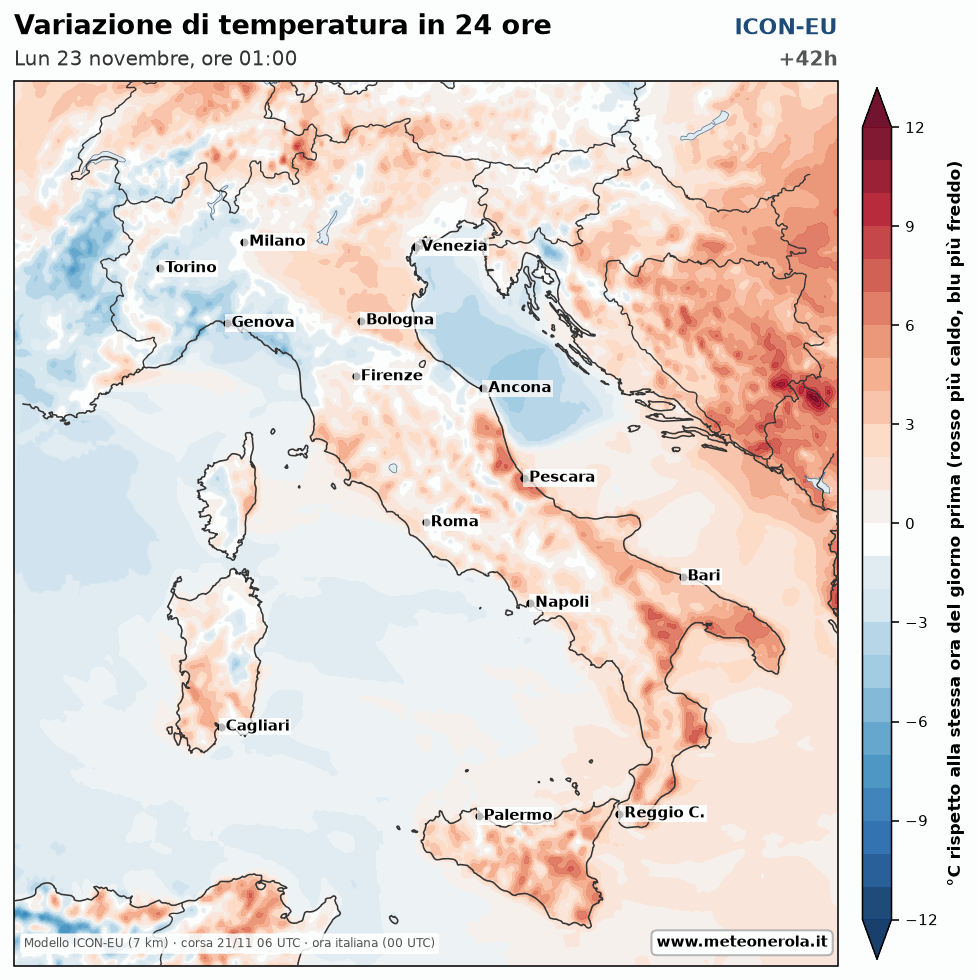 Variazione di temperatura in 24 ore
ICON-EU
Lun 23 novembre, ore 01:00
+42h
Milano
Venezia
Torino
Genova
Bologna
Firenze
Ancona
Pescara
Roma
Bari
Napoli
Cagliari
Palermo
Reggio C.
12
9
6
3
0
−3
−6
−9
−12
°C rispetto alla stessa ora del giorno prima (rosso più caldo, blu più freddo)
Modello ICON-EU (7 km) · corsa 21/11 06 UTC · ora italiana (00 UTC)
www.meteonerola.it